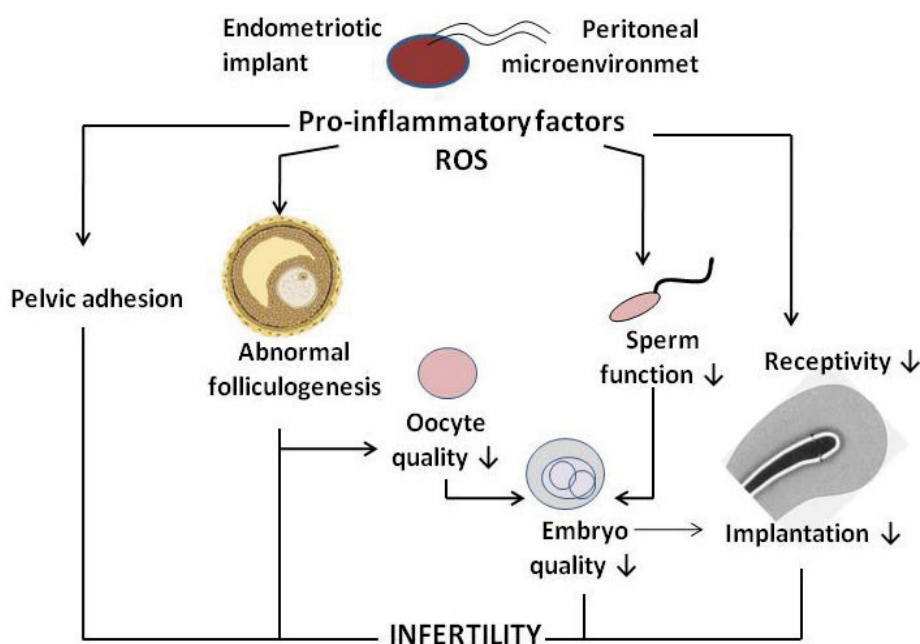 Endometriotic
implant
Peritoneal
microenvironmet
Pro-inflammatory factors
ROS
Pelvic adhesion
Abnormal
folliculogenesis
Sperm
function ↓
Receptivity ↓
Oocyte
quality ↓
Embryo
quality ↓
Implantation ↓
INFERTILITY